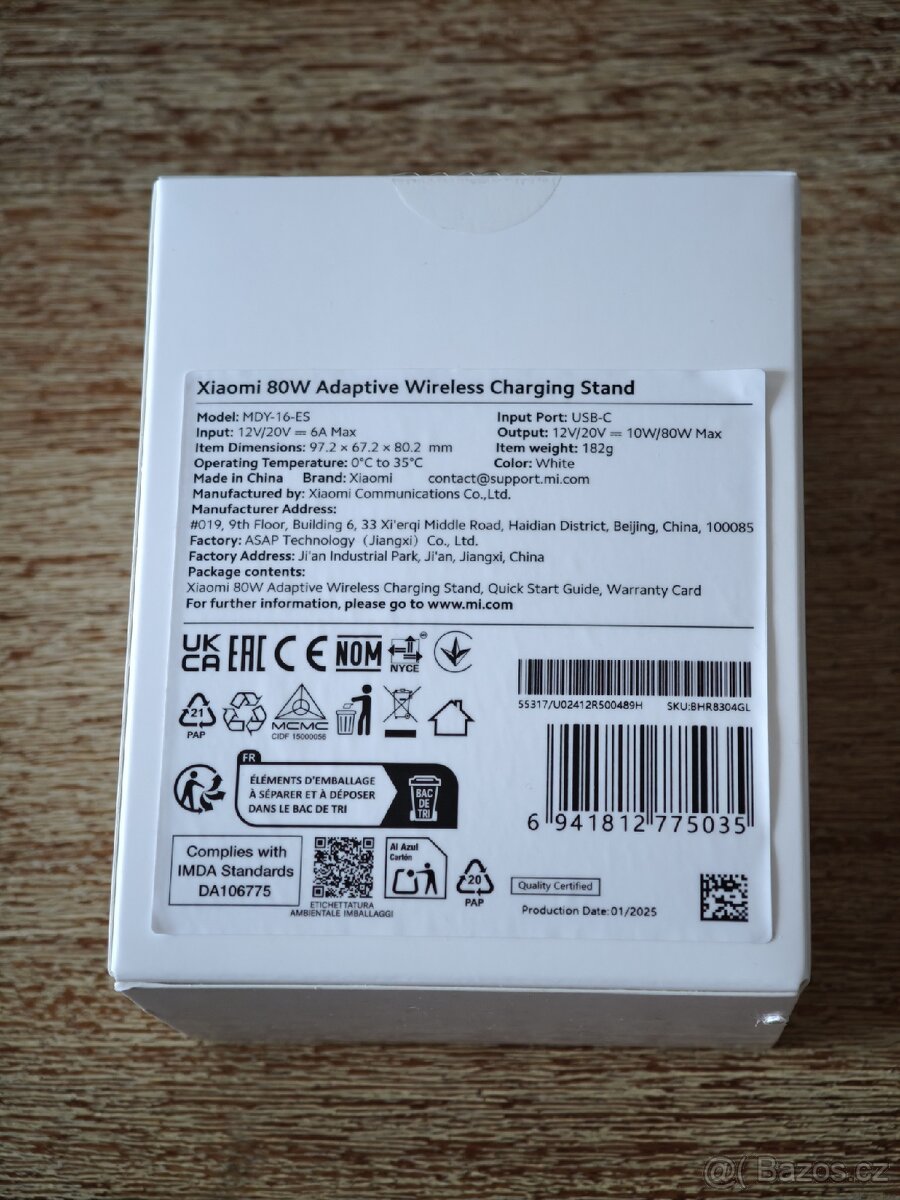 Xiaomi 80W Adaptive Wireless Charging Stand
Model: MDY-16-ES Input Port: USB-C
Input: 12V/20V ⎓ 6A Max Output: 12V/20V ⎓ 10W/80W Max
Item Dimensions: 97.2 × 67.2 × 80.2 mm Item weight: 182g
Operating Temperature: 0°C to 35°C Color: White
Made in China Brand: Xiaomi contact@support.mi.com
Manufactured by: Xiaomi Communications Co.,Ltd.
Manufacturer Address:
#019, 9th Floor, Building 6, 33 Xi'erqi Middle Road, Haidian District, Beijing, China, 100085
Factory: ASAP Technology (Jiangxi) Co., Ltd.
Factory Address: Ji'an Industrial Park, Ji'an, Jiangxi, China
Package contents:
Xiaomi 80W Adaptive Wireless Charging Stand, Quick Start Guide, Warranty Card
For further information, please go to www.mi.com
UK
CA EAC CE NOM NYCE
55317/U02412R500489H SKU:BHR8304GL
21
PAP
MCMC
CIDF 15000056
FR
ÉLÉMENTS D'EMBALLAGE
À SÉPARER ET À DÉPOSER
DANS LE BAC DE TRI
BAC
DE
TRI
6 941812 775035
Complies with
IMDA Standards
DA106775
ETICHETTATURA
AMBIENTALE IMBALLAGGI
Al Azul
Cartón
20
PAP
Quality Certified
Production Date: 01/2025
@( Bazos.cz